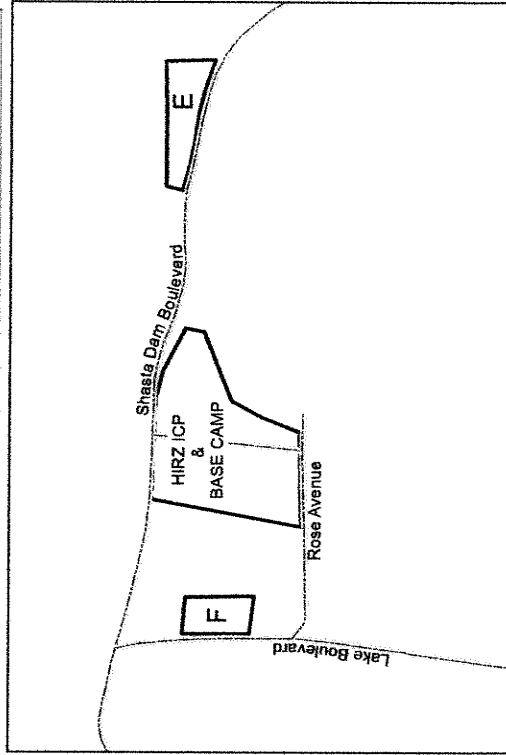 E
Shasta Dam Boulevard
HIRZ ICP
&
BASE CAMP
F
Rose Avenue
Lake Boulevard